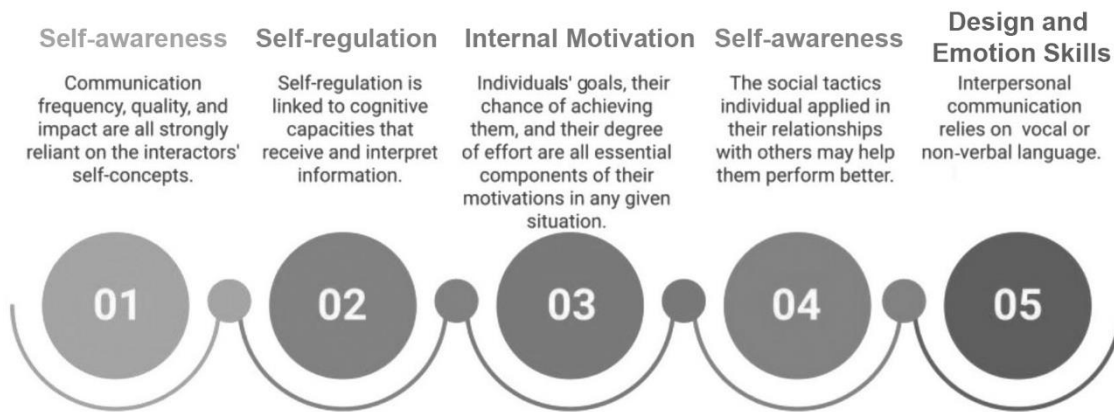 Self-awareness
Communication
frequency, quality, and
impact are all strongly
reliant on the interactors'
self-concepts.
01
Self-regulation
Self-regulation is
linked to cognitive
capacities that
receive and interpret
information.
02
Internal Motivation
Individuals' goals, their
chance of achieving
them, and their degree
of effort are all essential
components of their
motivations in any given
situation.
03
Self-awareness
The social tactics
individual applied in
their relationships
with others may help
them perform better.
04
Design and
Emotion Skills
Interpersonal
communication
relies on vocal or
non-verbal language.
05